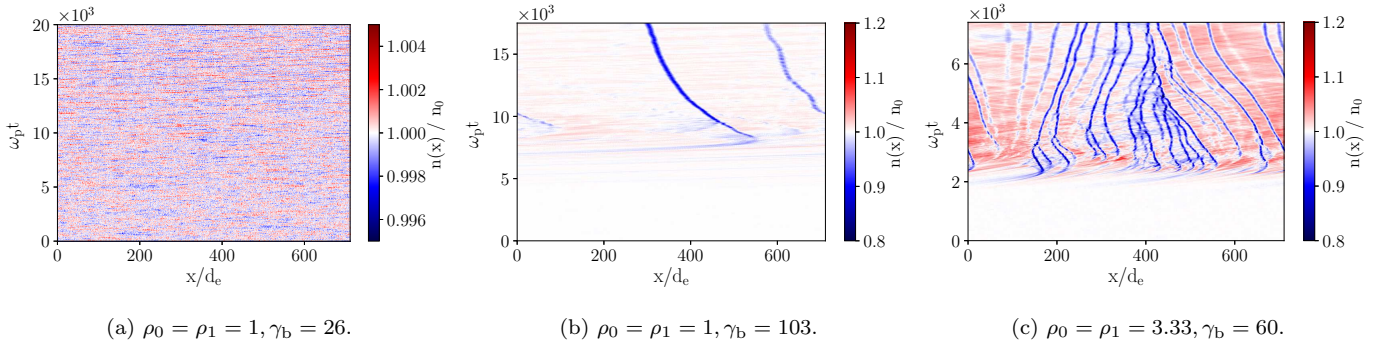 ×10³
20
15
10
5
0
ωₚt
0 200 400 600
x/dₑ
1.004
1.002
1.000
0.998
0.996
n(x) / n₀
(a) ρ₀ = ρ₁ = 1, γ_b = 26.
×10³
15
10
5
0
ωₚt
0 200 400 600
x/dₑ
1.2
1.1
1.0
0.9
0.8
n(x) / n₀
(b) ρ₀ = ρ₁ = 1, γ_b = 103.
×10³
6
4
2
0
ωₚt
0 200 400 600
x/dₑ
1.2
1.1
1.0
0.9
0.8
n(x) / n₀
(c) ρ₀ = ρ₁ = 3.33, γ_b = 60.